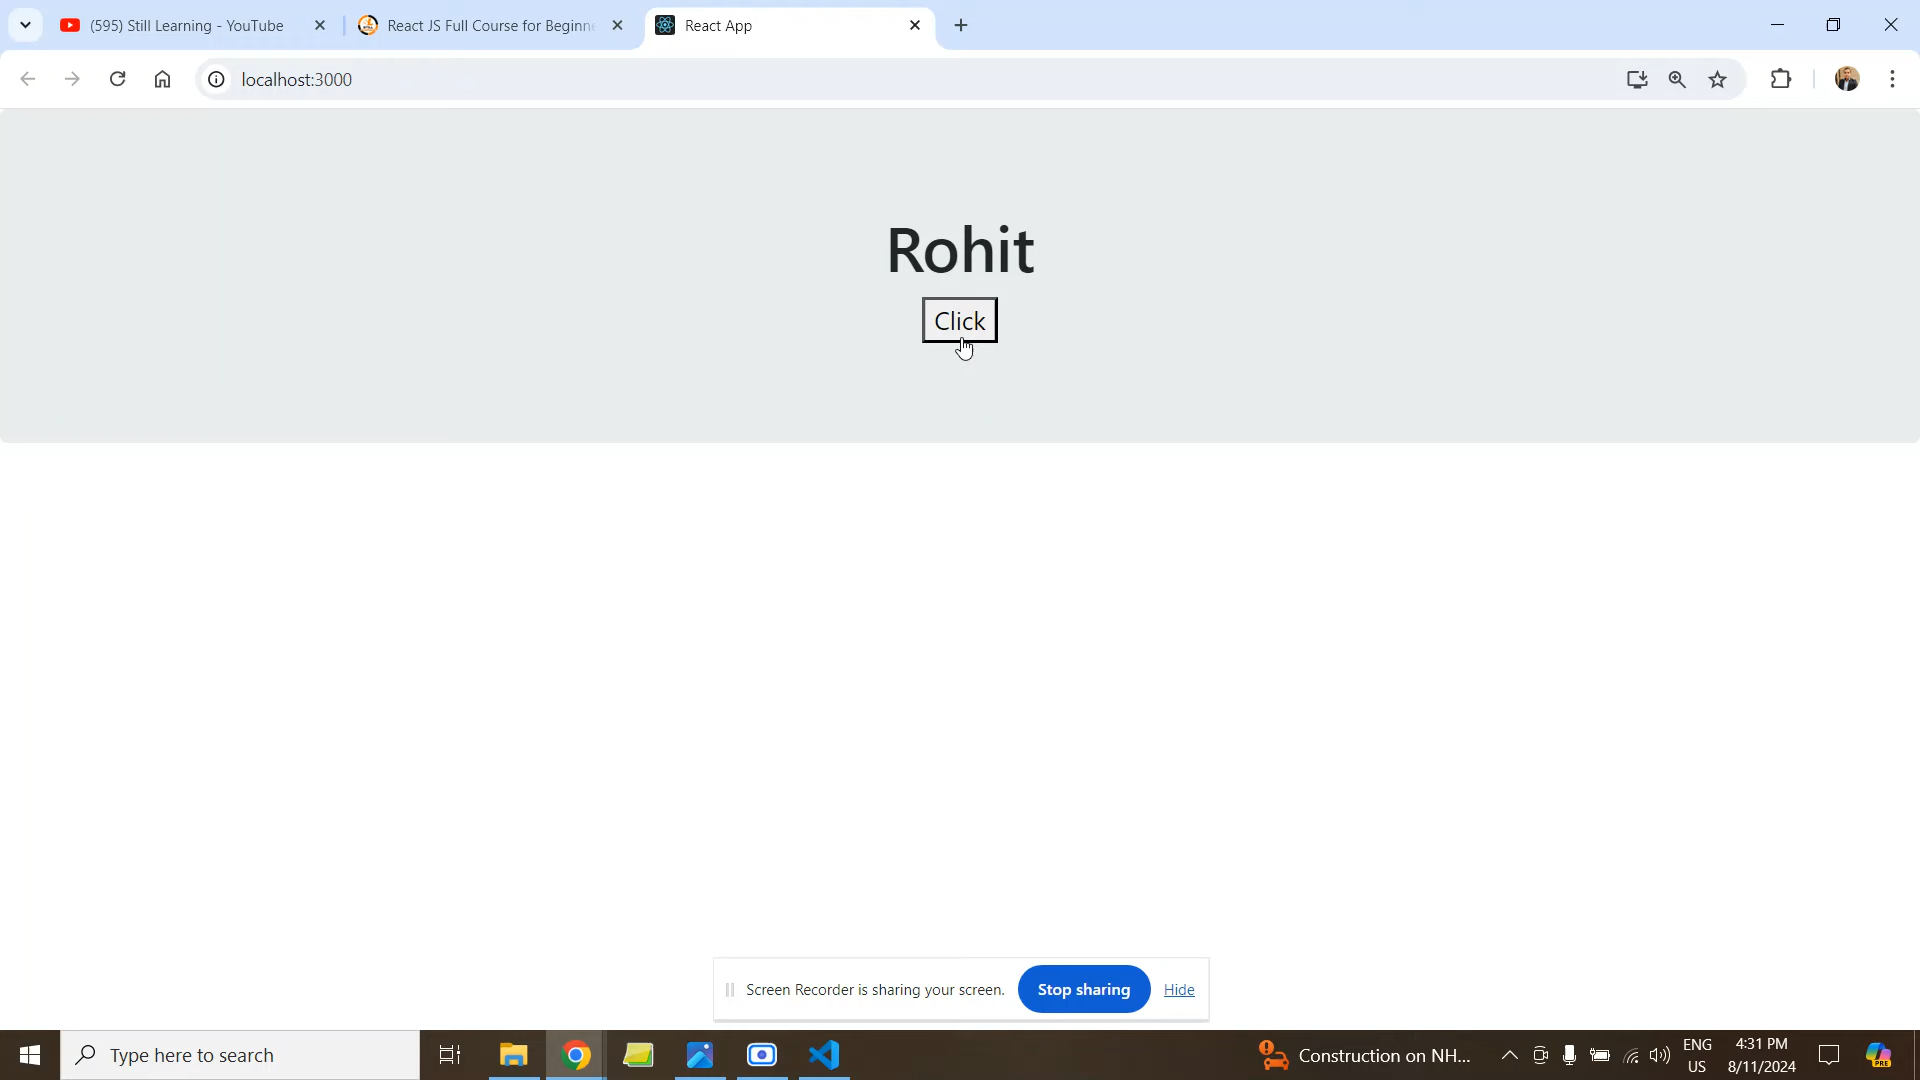 (595) Still Learning - YouTube
React JS Full Course for Beginne
React App
localhost:3000
Rohit
Click
Screen Recorder is sharing your screen.
Stop sharing
Hide
Type here to search
Construction on NH...
ENG
US
4:31 PM
8/11/2024
PRE